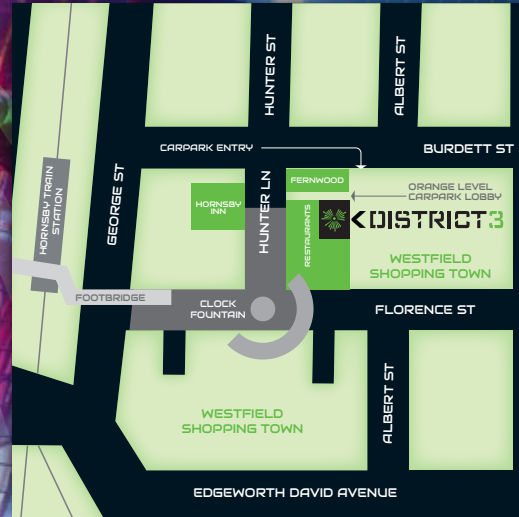 HUNTER ST
ALBERT ST
CARPARK ENTRY
BURDETT ST
HORNSBY TRAIN
STATION
GEORGE ST
HORNSBY
INN
HUNTER LN
FERNWOOD
RESTAURANTS
ORANGE LEVEL
CARPARK LOBBY
DISTRICT3
WESTFIELD
SHOPPING TOWN
FOOTBRIDGE
CLOCK
FOUNTAIN
FLORENCE ST
ALBERT ST
WESTFIELD
SHOPPING TOWN
EDGEWORTH DAVID AVENUE